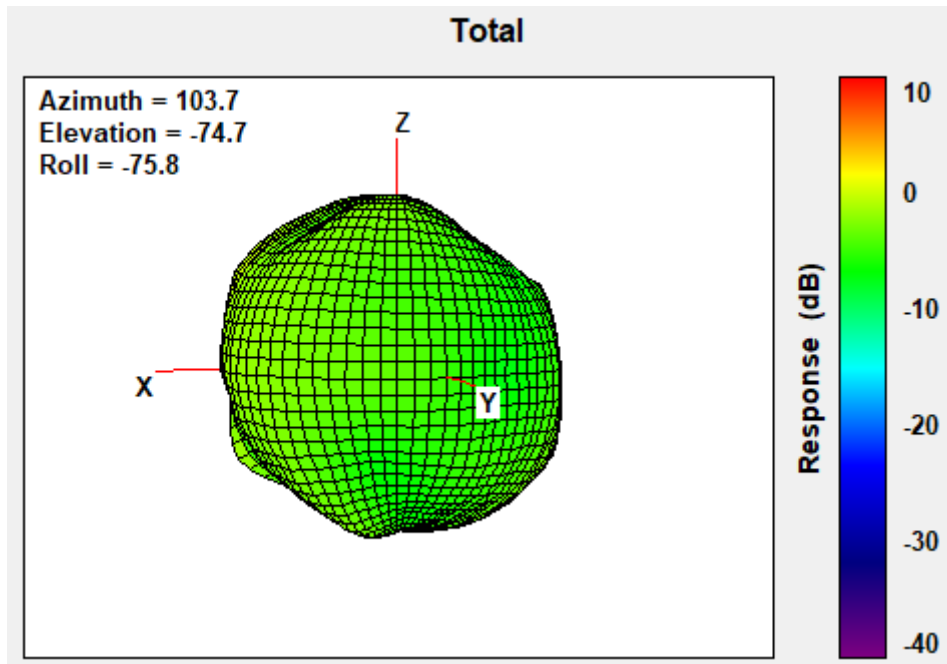 Total
Azimuth = 103.7
Elevation = -74.7
Roll = -75.8
Z
X
Y
10
0
-10
-20
-30
-40
Response (dB)